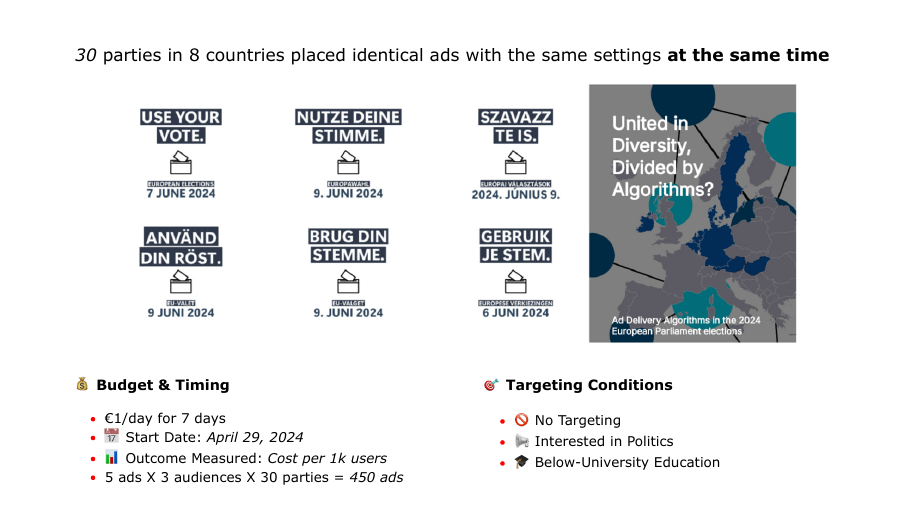 30 parties in 8 countries placed identical ads with the same settings at the same time
USE YOUR
VOTE.
EUROPEAN ELECTIONS
7 JUNE 2024
NUTZE DEINE
STIMME.
EUROPAWAHL
9. JUNI 2024
SZAVAZZ
TE IS.
EURÓPAI VÁLASZTÁSOK
2024. JÚNIUS 9.
ANVÄND
DIN RÖST.
EU-VALET
9 JUNI 2024
BRUG DIN
STEMME.
EU-VALGET
9. JUNI 2024
GEBRUIK
JE STEM.
EUROPESE VERKIEZINGEN
6 JUNI 2024
United in
Diversity,
Divided by
Algorithms?
Ad Delivery Algorithms in the 2024
European Parliament elections
Budget & Timing
€1/day for 7 days
Start Date: April 29, 2024
Outcome Measured: Cost per 1k users
5 ads X 3 audiences X 30 parties = 450 ads
Targeting Conditions
No Targeting
Interested in Politics
Below-University Education